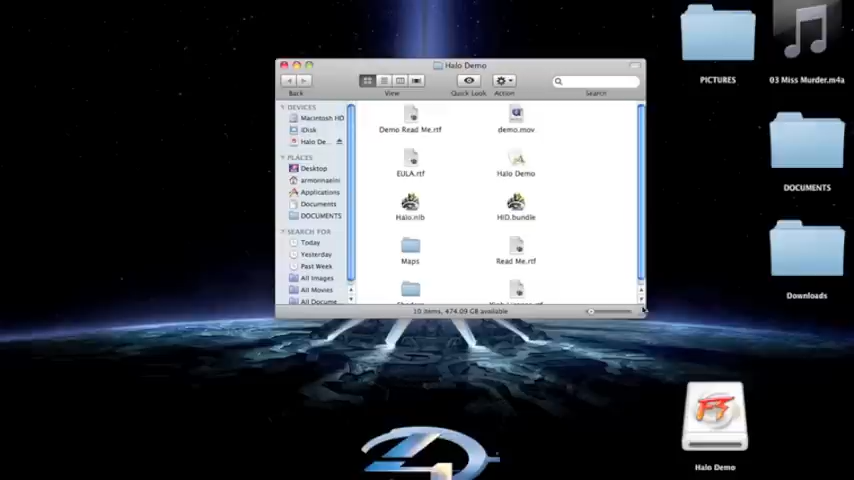 Halo Demo
Back
View
Quick Look
Action
Search
DEVICES
Macintosh HD
iDisk
Halo De...
PLACES
Desktop
armorinaeini
Applications
Documents
DOCUMENTS
SEARCH FOR
Today
Yesterday
Past Week
All Images
All Movies
All Docume...
Demo Read Me.rtf
demo.mov
EULA.rtf
Halo Demo
Halo.nib
HID.bundle
Maps
Read Me.rtf
10 items, 474.09 GB available
PICTURES
03 Miss Murder.m4a
DOCUMENTS
Downloads
Halo Demo